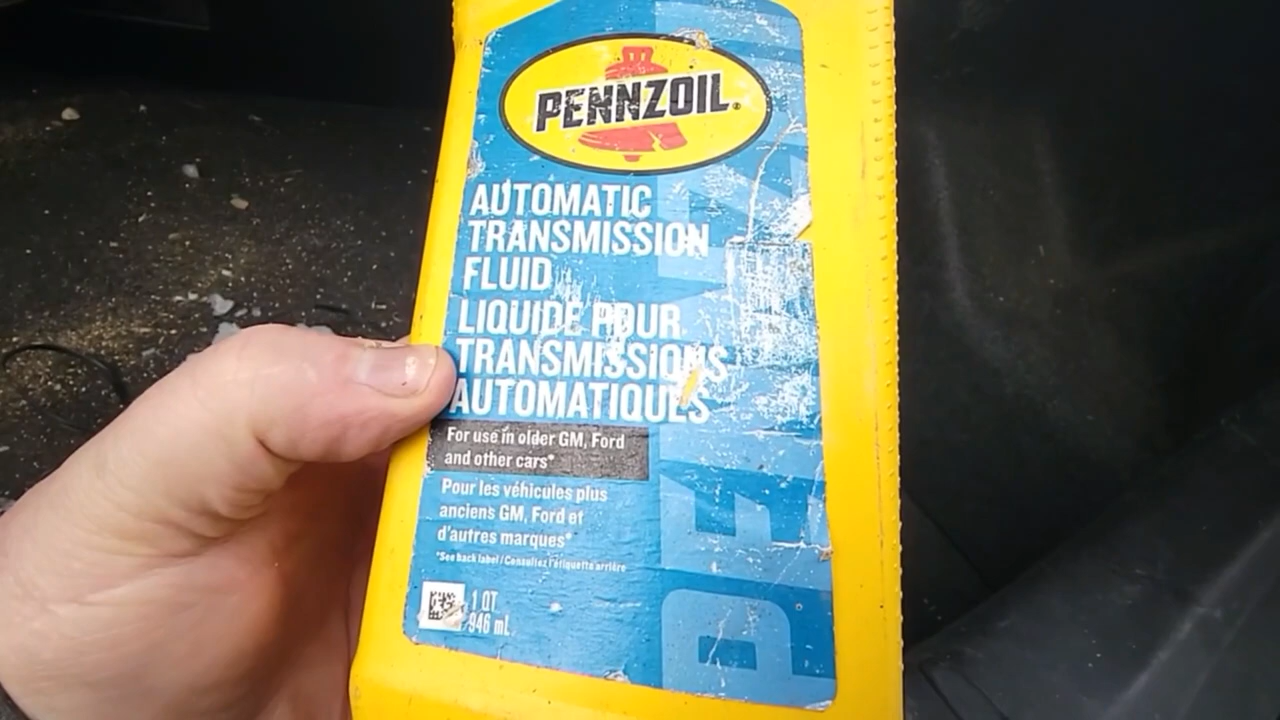 PENNZOIL®
AUTOMATIC
TRANSMISSION
FLUID
LIQUIDE POUR
TRANSMISSIONS
AUTOMATIQUES
For use in older GM, Ford
and other cars*
Pour les véhicules plus
anciens GM, Ford et
d'autres marques*
*See back label / Consultez l'étiquette arrière
1 QT
946 mL